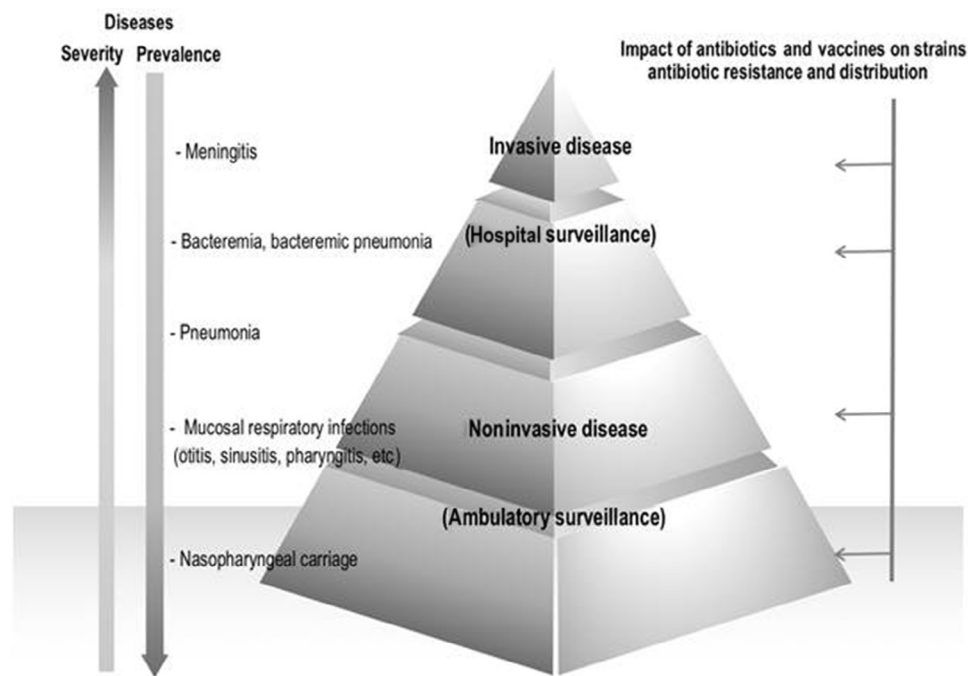 Diseases
Severity Prevalence
Impact of antibiotics and vaccines on strains
antibiotic resistance and distribution
- Meningitis
Invasive disease
- Bacteremia, bacteremic pneumonia
(Hospital surveillance)
- Pneumonia
- Mucosal respiratory infections
(otitis, sinusitis, pharyngitis, etc)
Noninvasive disease
(Ambulatory surveillance)
- Nasopharyngeal carriage